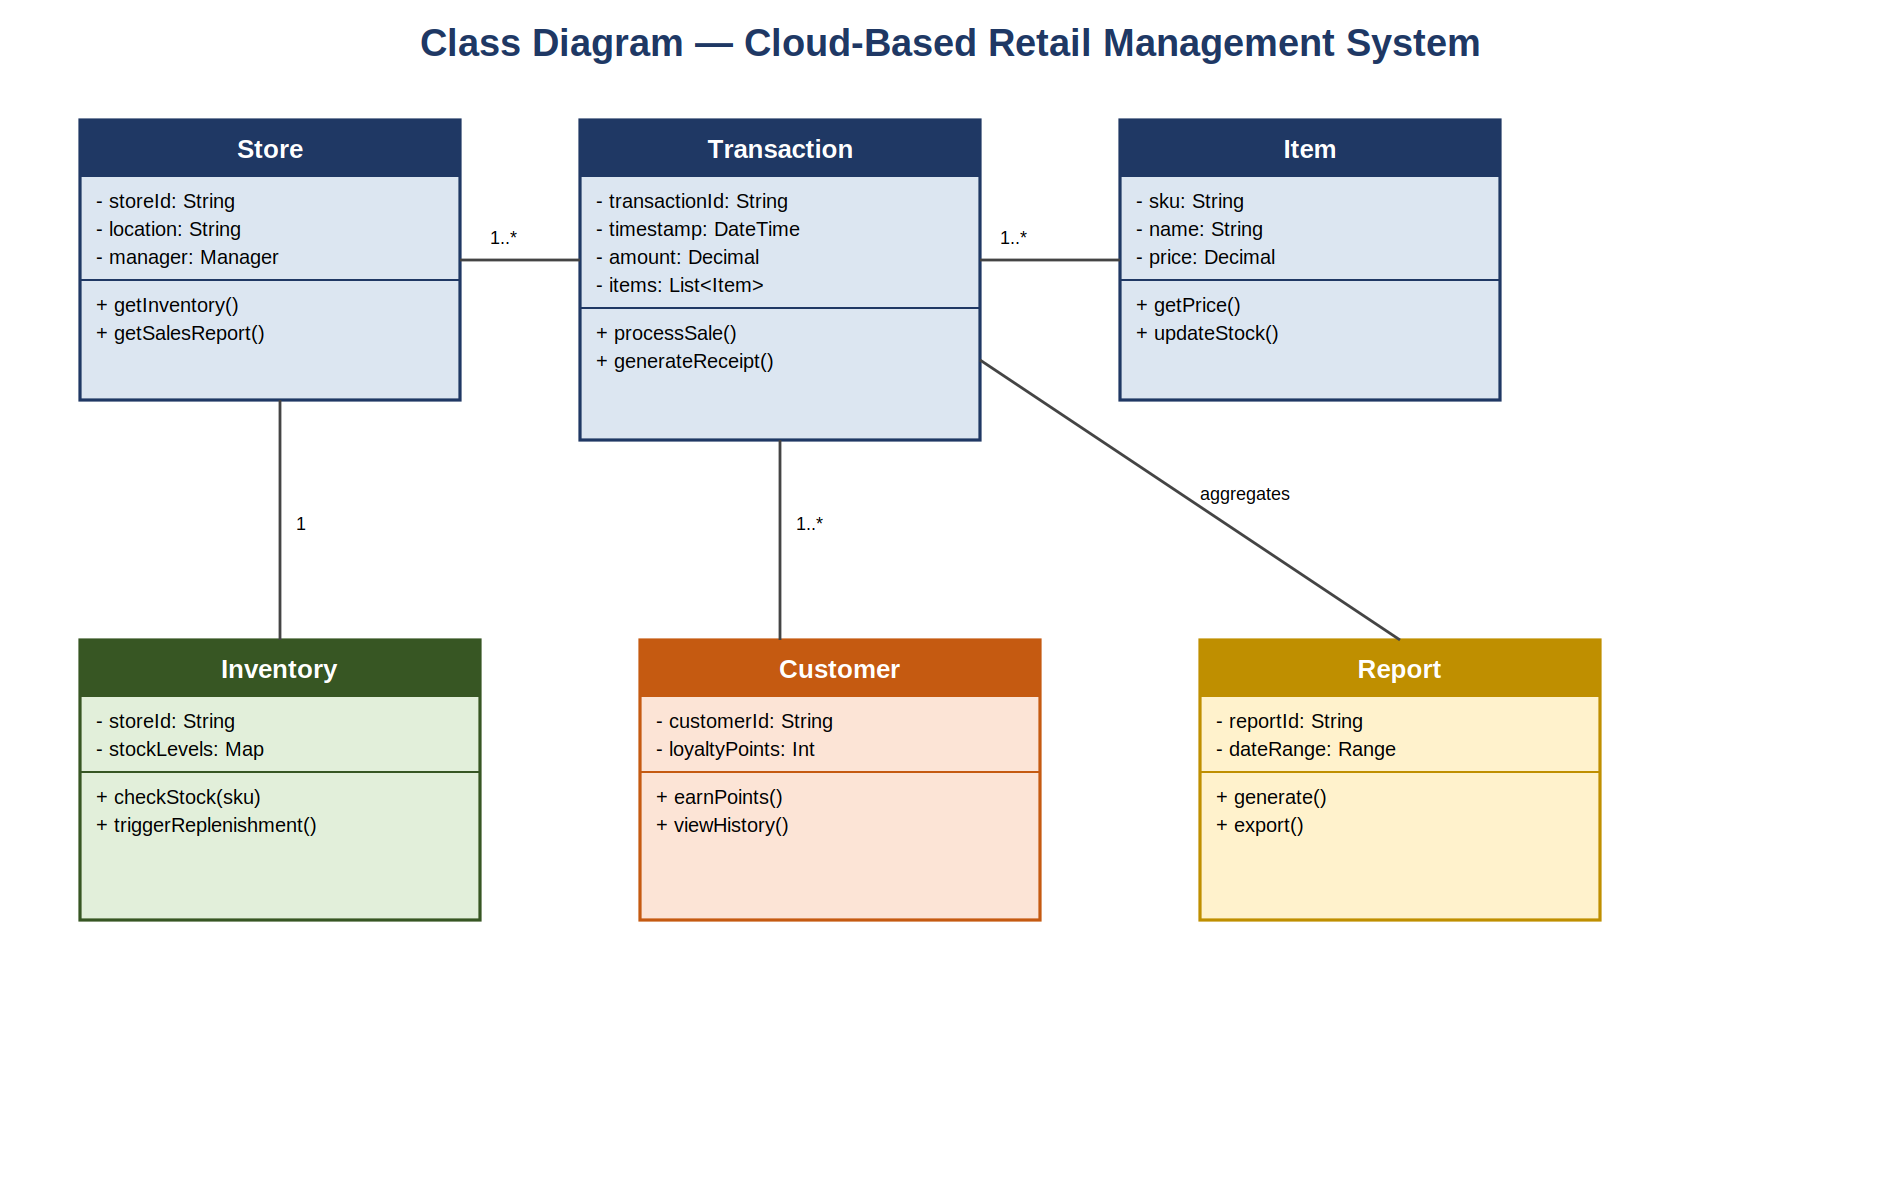 Class Diagram — Cloud-Based Retail Management System
Store
- storeId: String
- location: String
- manager: Manager
+ getInventory()
+ getSalesReport()
1..*
Transaction
- transactionId: String
- timestamp: DateTime
- amount: Decimal
- items: List<Item>
+ processSale()
+ generateReceipt()
1..*
Item
- sku: String
- name: String
- price: Decimal
+ getPrice()
+ updateStock()
1
1..*
aggregates
Inventory
- storeId: String
- stockLevels: Map
+ checkStock(sku)
+ triggerReplenishment()
Customer
- customerId: String
- loyaltyPoints: Int
+ earnPoints()
+ viewHistory()
Report
- reportId: String
- dateRange: Range
+ generate()
+ export()